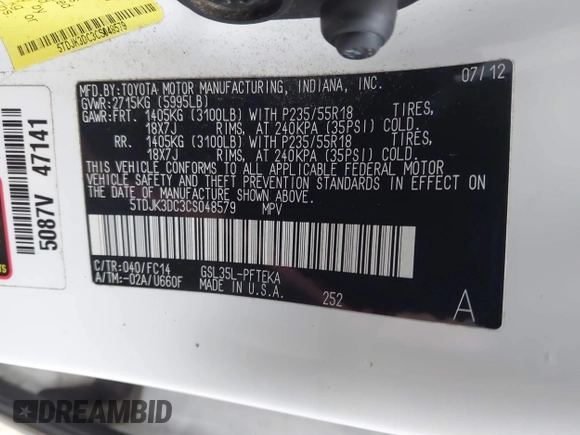 5TDJK3DC3CS048579
5087V 47141
MFD.BY:TOYOTA MOTOR MANUFACTURING, INDIANA, INC. 07/12
GVWR:2715KG (5995LB)
GAWR:FRT. 1405KG (3100LB) WITH P235/55R18 TIRES,
18X7J RIMS, AT 240KPA (35PSI) COLD.
RR. 1405KG (3100LB) WITH P235/55R18 TIRES,
18X7J RIMS, AT 240KPA (35PSI) COLD.
THIS VEHICLE CONFORMS TO ALL APPLICABLE FEDERAL MOTOR
VEHICLE SAFETY AND THEFT PREVENTION STANDARDS IN EFFECT ON
THE DATE OF MANUFACTURE SHOWN ABOVE.
5TDJK3DC3CS048579 MPV
C/TR:040/FC14 GSL35L-PFTEKA
A/TM:-02A/U660F MADE IN U.S.A. 252 A
DREAMBID